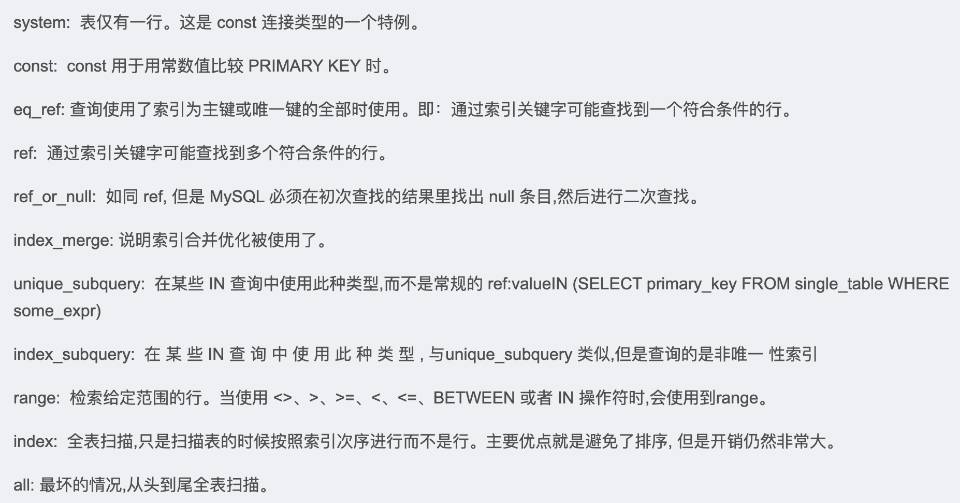 system:  表仅有一行。这是 const 连接类型的一个特例。
const:  const 用于用常数值比较 PRIMARY KEY 时。
eq_ref: 查询使用了索引为主键或唯一键的全部时使用。即：通过索引关键字可能查找到一个符合条件的行。
ref:  通过索引关键字可能查找到多个符合条件的行。
ref_or_null:  如同 ref, 但是 MySQL 必须在初次查找的结果里找出 null 条目,然后进行二次查找。
index_merge: 说明索引合并优化被使用了。
unique_subquery:  在某些 IN 查询中使用此种类型,而不是常规的 ref:valueIN (SELECT primary_key FROM single_table WHERE
some_expr)
index_subquery:  在 某 些 IN 查 询 中 使 用 此 种 类 型 , 与unique_subquery 类似,但是查询的是非唯一 性索引
range:  检索给定范围的行。当使用 <>、>、>=、<、<=、BETWEEN 或者 IN 操作符时,会使用到range。
index:  全表扫描,只是扫描表的时候按照索引次序进行而不是行。主要优点就是避免了排序, 但是开销仍然非常大。
all: 最坏的情况,从头到尾全表扫描。